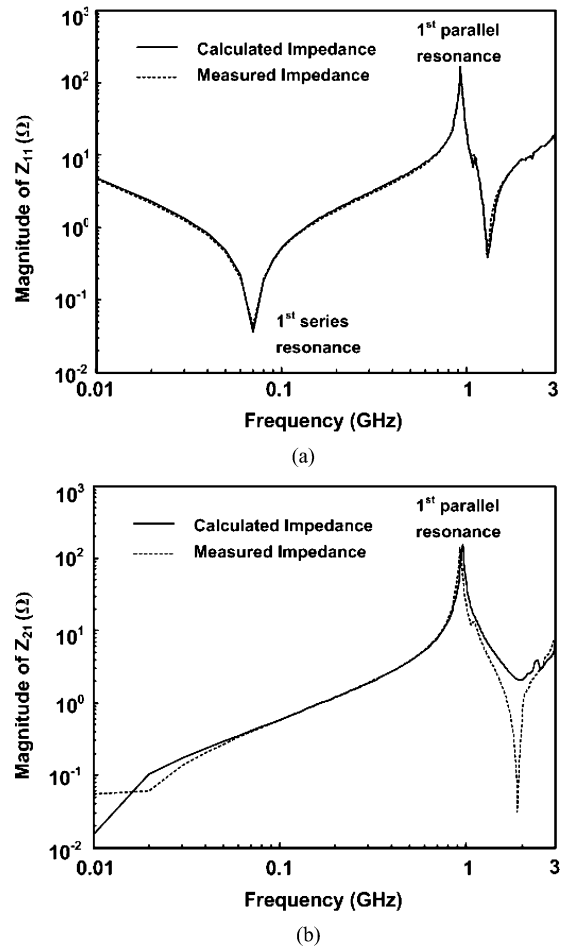 10³
10²
10¹
10⁰
10⁻¹
10⁻²
Magnitude of Z₁₁ (Ω)
Calculated Impedance
Measured Impedance
1ˢᵗ parallel
resonance
1ˢᵗ series
resonance
0.01 0.1 1 3
Frequency (GHz)
(a)
10³
10²
10¹
10⁰
10⁻¹
10⁻²
Magnitude of Z₂₁ (Ω)
Calculated Impedance
Measured Impedance
1ˢᵗ parallel
resonance
0.01 0.1 1 3
Frequency (GHz)
(b)